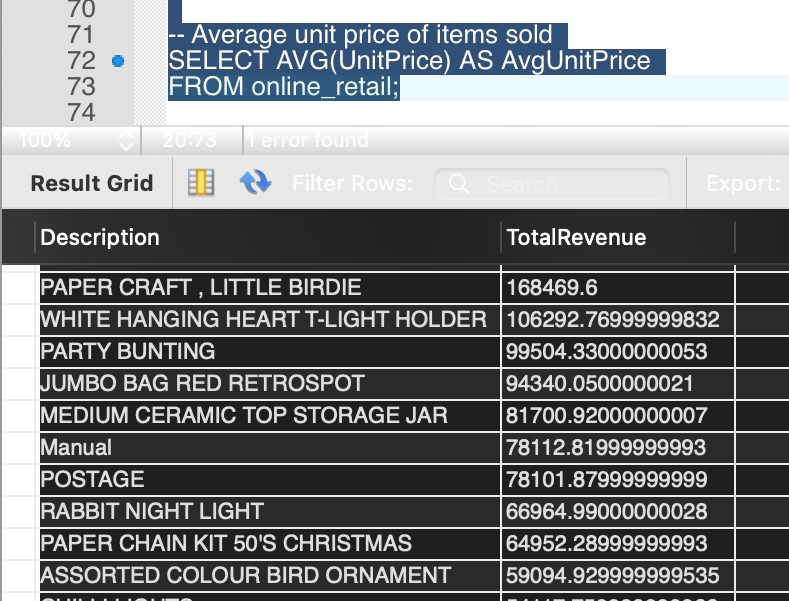 70
71 -- Average unit price of items sold
72 SELECT AVG(UnitPrice) AS AvgUnitPrice
73 FROM online_retail;
74
100% 20:73 1 error found
Result Grid Filter Rows: Search Export:
Description TotalRevenue
PAPER CRAFT , LITTLE BIRDIE 168469.6
WHITE HANGING HEART T-LIGHT HOLDER 106292.76999999832
PARTY BUNTING 99504.33000000053
JUMBO BAG RED RETROSPOT 94340.0500000021
MEDIUM CERAMIC TOP STORAGE JAR 81700.92000000007
Manual 78112.81999999993
POSTAGE 78101.87999999999
RABBIT NIGHT LIGHT 66964.99000000028
PAPER CHAIN KIT 50'S CHRISTMAS 64952.28999999993
ASSORTED COLOUR BIRD ORNAMENT 59094.929999999535